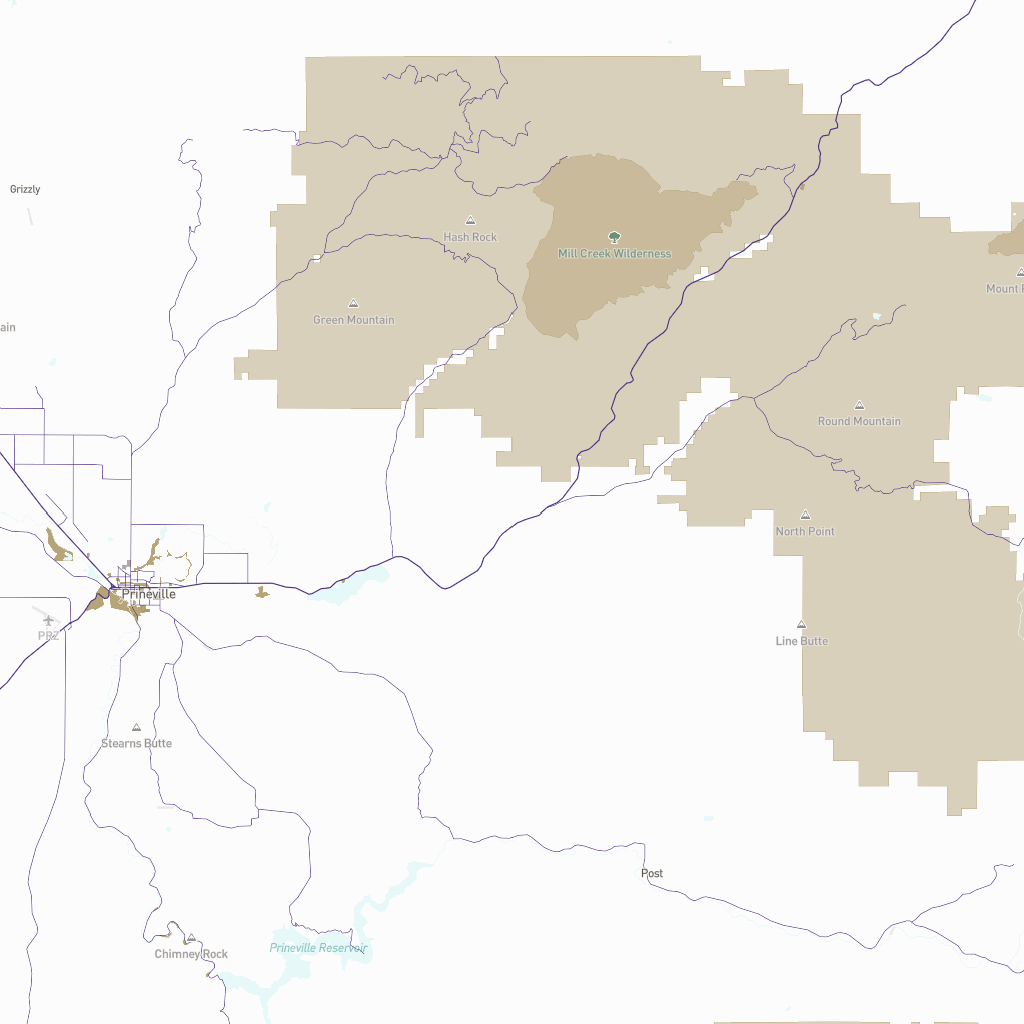 Grizzly
Hash Rock
Mill Creek Wilderness
Mount
Green Mountain
ain
Round Mountain
North Point
Prineville
PRZ
Line Butte
Stearns Butte
Post
Prineville Reservoir
Chimney Rock